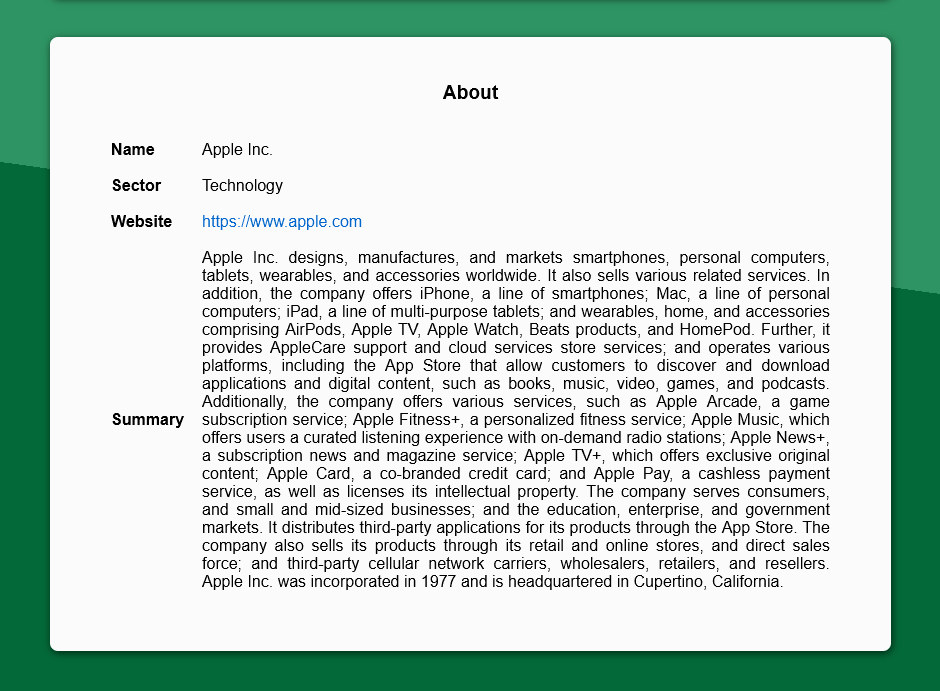 About
Name Apple Inc.
Sector Technology
Website https://www.apple.com
Summary
Apple Inc. designs, manufactures, and markets smartphones, personal computers,
tablets, wearables, and accessories worldwide. It also sells various related services. In
addition, the company offers iPhone, a line of smartphones; Mac, a line of personal
computers; iPad, a line of multi-purpose tablets; and wearables, home, and accessories
comprising AirPods, Apple TV, Apple Watch, Beats products, and HomePod. Further, it
provides AppleCare support and cloud services store services; and operates various
platforms, including the App Store that allow customers to discover and download
applications and digital content, such as books, music, video, games, and podcasts.
Additionally, the company offers various services, such as Apple Arcade, a game
subscription service; Apple Fitness+, a personalized fitness service; Apple Music, which
offers users a curated listening experience with on-demand radio stations; Apple News+,
a subscription news and magazine service; Apple TV+, which offers exclusive original
content; Apple Card, a co-branded credit card; and Apple Pay, a cashless payment
service, as well as licenses its intellectual property. The company serves consumers,
and small and mid-sized businesses; and the education, enterprise, and government
markets. It distributes third-party applications for its products through the App Store. The
company also sells its products through its retail and online stores, and direct sales
force; and third-party cellular network carriers, wholesalers, retailers, and resellers.
Apple Inc. was incorporated in 1977 and is headquartered in Cupertino, California.